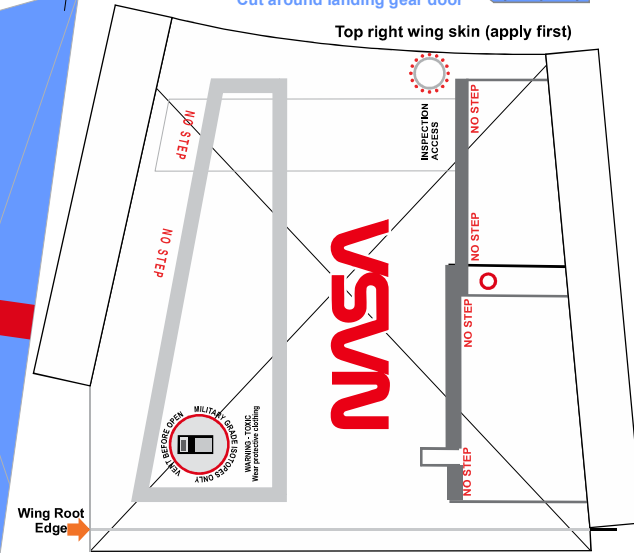 Cut around landing gear door
Top right wing skin (apply first)
INSPECTION
ACCESS
NO STEP
NO STEP
NO STEP
NO STEP
NO STEP
NO STEP
NASA
VENT BEFORE OPEN
MILITARY GRADE ISOTOPES ONLY
WARNING - TOXIC
Wear protective clothing
Wing Root
Edge